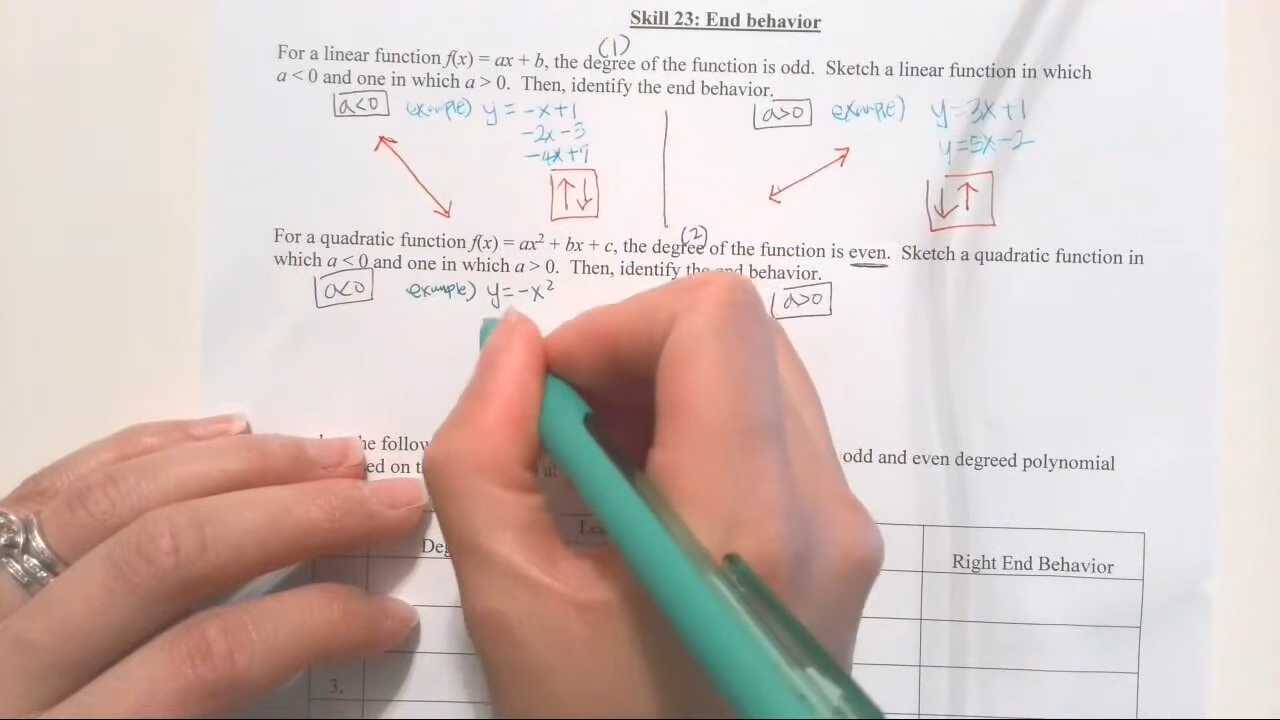 Skill 23: End behavior
(1)
For a linear function f(x) = ax + b, the degree of the function is odd. Sketch a linear function in which
a < 0 and one in which a > 0. Then, identify the end behavior.
a<0 example) y = -x+1
-2x-3
-4x+9
a>0 example) y=3x+1
y=5x-2
(2)
For a quadratic function f(x) = ax² + bx + c, the degree of the function is even. Sketch a quadratic function in
which a < 0 and one in which a > 0. Then, identify the end behavior.
a<0 example) y=-x²
a>0
odd and even degreed polynomial
Right End Behavior
3.